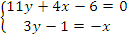 11y + 4x - 6 = 0
3y - 1 = -x